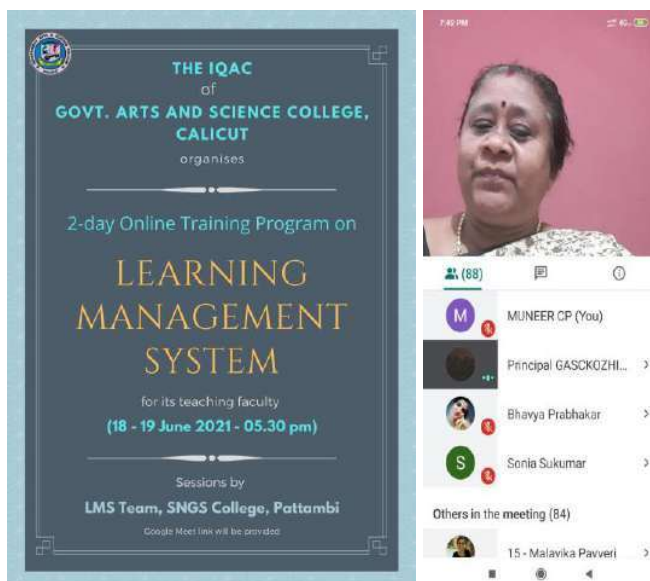 THE IQAC
of
GOVT. ARTS AND SCIENCE COLLEGE,
CALICUT
organises
2-day Online Training Program on
LEARNING
MANAGEMENT
SYSTEM
for its teaching faculty
(18 - 19 June 2021 - 05.30 pm)
Sessions by
LMS Team, SNGS College, Pattambi
Google Meet link will be provided
7:49 PM
(88)
M
MUNEER CP (You)
Principal GASCKOZHI...
Bhavya Prabhakar
S
Sonia Sukumar
Others in the meeting (84)
15 - Malavika Payyeri